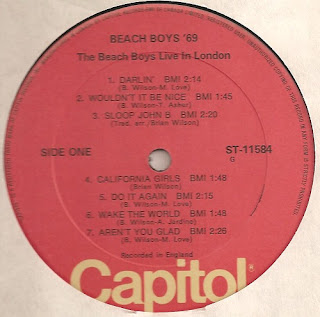 BEACH BOYS '69
The Beach Boys Live In London
1. DARLIN' BMI 2:14
(B. Wilson-M. Love)
2. WOULDN'T IT BE NICE BMI 1:45
(B. Wilson-T. Asher)
3. SLOOP JOHN B BMI 2:20
(Trad. arr./Brian Wilson)
SIDE ONE
ST-11584
G
4. CALIFORNIA GIRLS BMI 1:48
(Brian Wilson)
5. DO IT AGAIN BMI 2:15
(B. Wilson-M. Love)
6. WAKE THE WORLD BMI 1:48
(B. Wilson-A. Jardine)
7. AREN'T YOU GLAD BMI 2:26
(B. Wilson-M. Love)
Recorded in England
Capitol